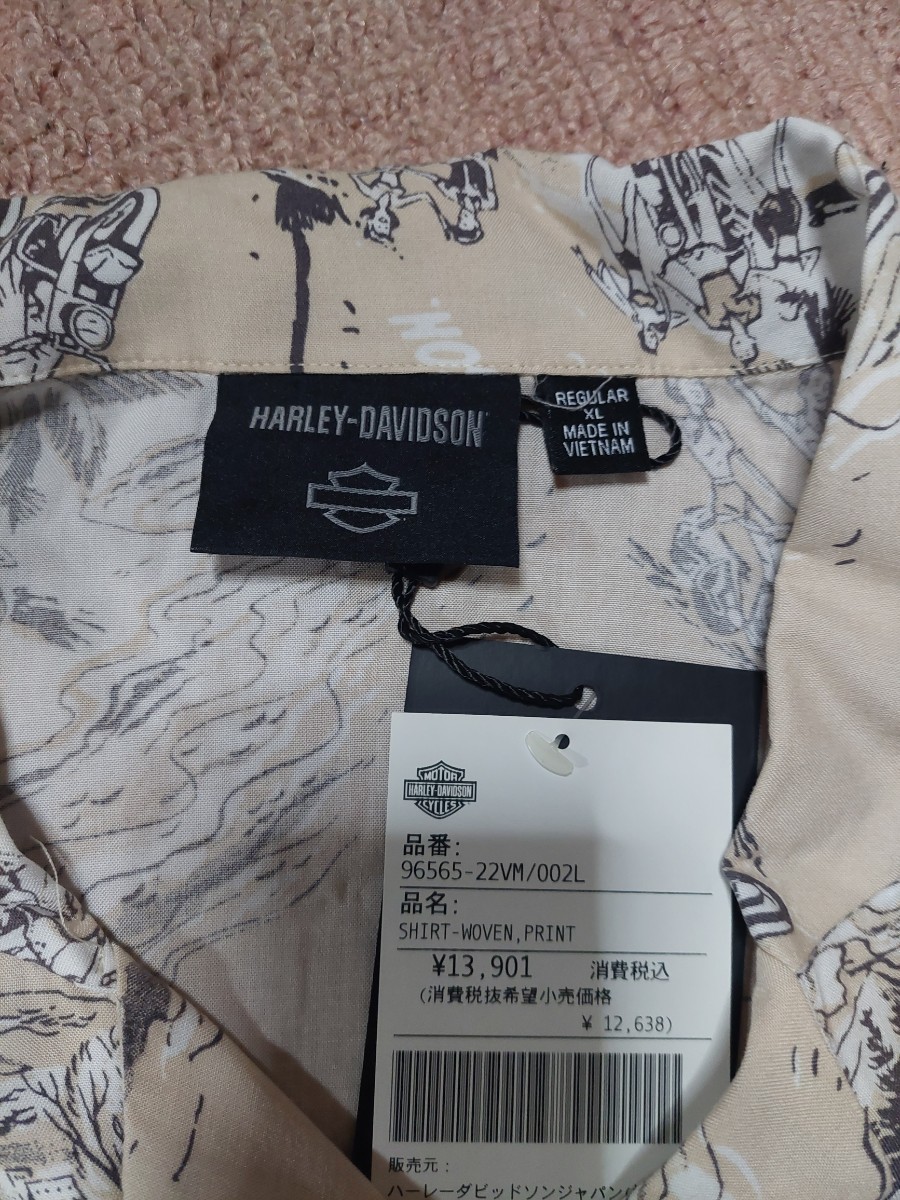 HARLEY-DAVIDSON
REGULAR
XL
MADE IN
VIETNAM
MOTOR
HARLEY-DAVIDSON
CYCLES
品番:
96565-22VM/002L
品名:
SHIRT-WOVEN,PRINT
¥13,901 消費税込
(消費税抜希望小売価格
¥ 12,638)
販売元:
ハーレーダビッドソンジャパン